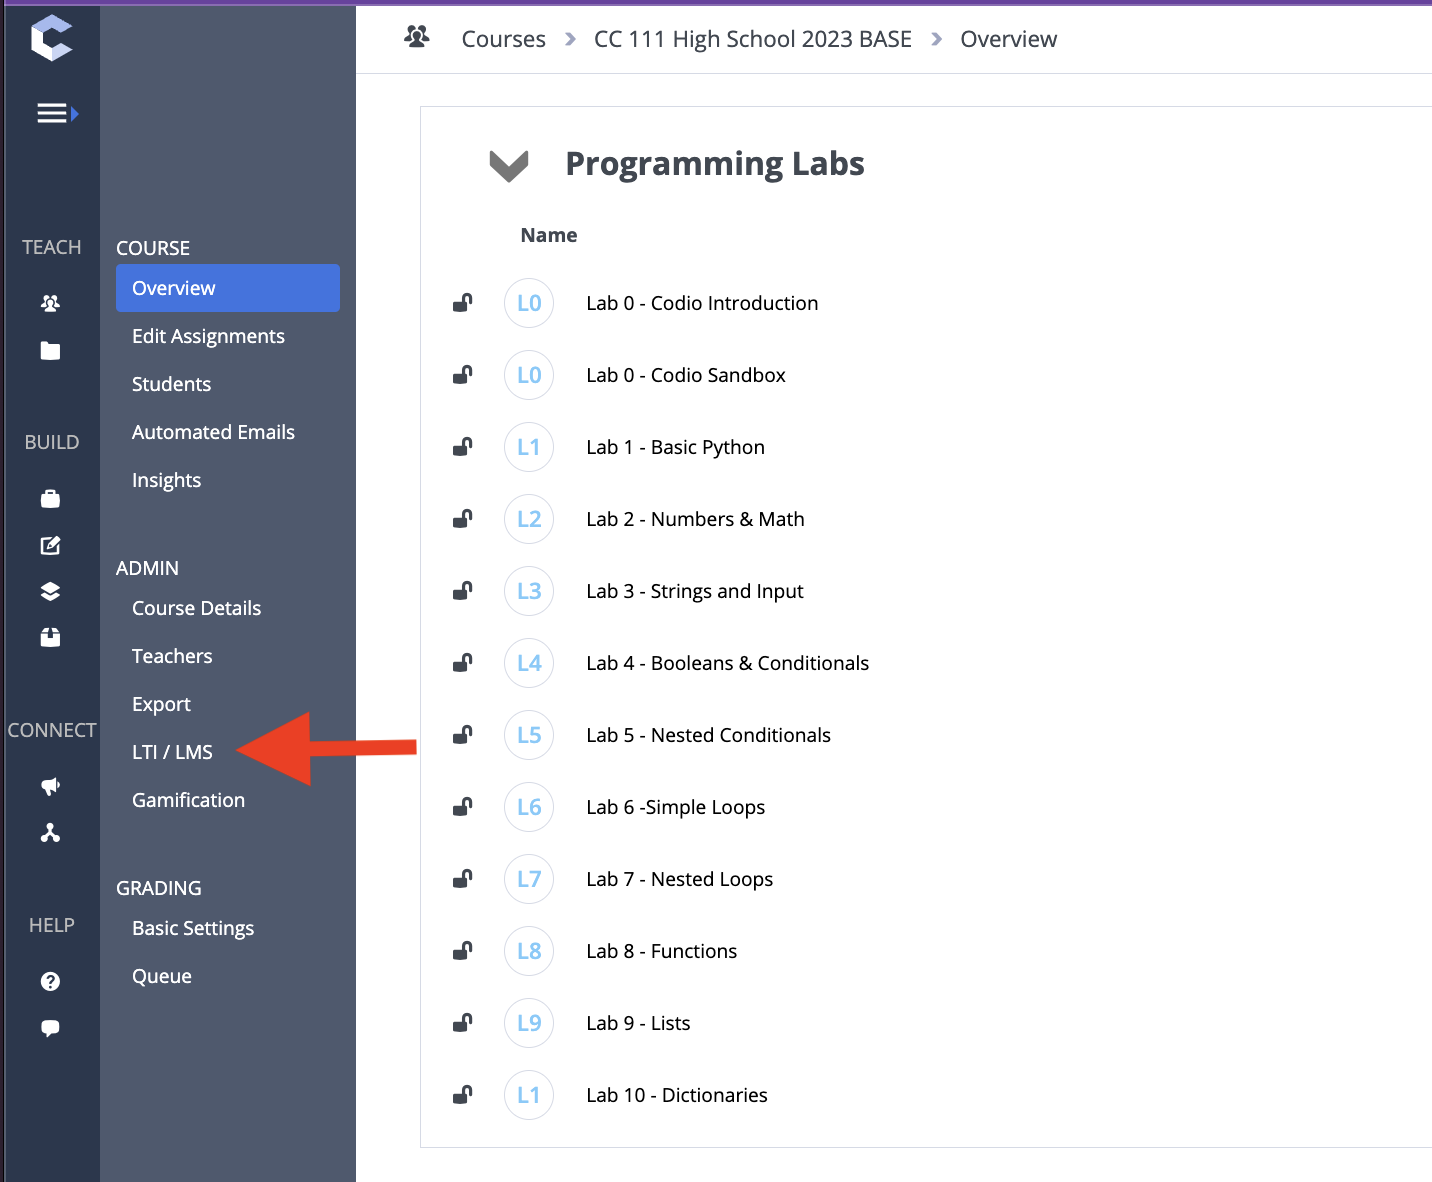 Courses
CC 111 High School 2023 BASE
Overview
TEACH
BUILD
CONNECT
HELP
COURSE
Overview
Edit Assignments
Students
Automated Emails
Insights
ADMIN
Course Details
Teachers
Export
LTI / LMS
Gamification
GRADING
Basic Settings
Queue
Programming Labs
Name
L0 Lab 0 - Codio Introduction
L0 Lab 0 - Codio Sandbox
L1 Lab 1 - Basic Python
L2 Lab 2 - Numbers & Math
L3 Lab 3 - Strings and Input
L4 Lab 4 - Booleans & Conditionals
L5 Lab 5 - Nested Conditionals
L6 Lab 6 -Simple Loops
L7 Lab 7 - Nested Loops
L8 Lab 8 - Functions
L9 Lab 9 - Lists
L1 Lab 10 - Dictionaries